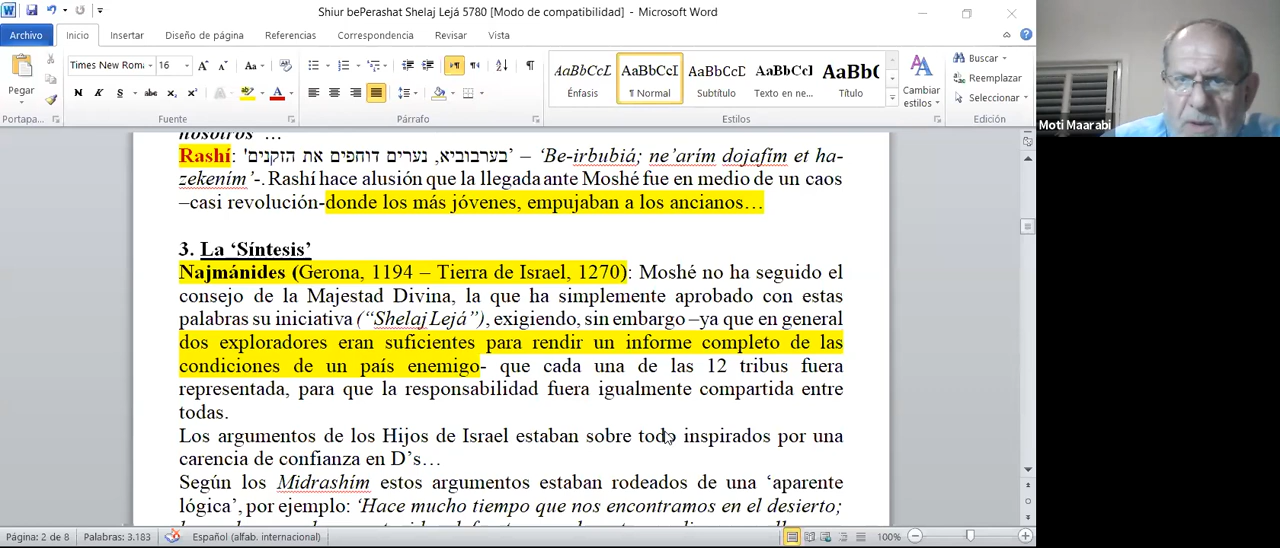 Shiur bePerashat Shelaj Lejá 5780 [Modo de compatibilidad] - Microsoft Word
Archivo Inicio Insertar Diseño de página Referencias Correspondencia Revisar Vista
Pegar
Times New Rom 16 Aa
N K S abc x₂ x² A A
AaBbCcL AaBbCcI AaBbCcL AaBbCcI AaBbC
Énfasis ¶ Normal Subtítulo Texto en ne... Título
Cambiar estilos
Buscar
Reemplazar
Seleccionar
Portapa... Fuente Párrafo Estilos Edición
Moti Maarabi
nosotros'...
Rashí: 'בערבוביא, נערים דוחפים את הזקנים' – 'Be-irbubiá; ne'arím dojafím et ha-
zekením'-. Rashí hace alusión que la llegada ante Moshé fue en medio de un caos
–casi revolución-donde los más jóvenes, empujaban a los ancianos…
3. La 'Síntesis'
Najmánides (Gerona, 1194 – Tierra de Israel, 1270): Moshé no ha seguido el
consejo de la Majestad Divina, la que ha simplemente aprobado con estas
palabras su iniciativa ("Shelaj Lejá"), exigiendo, sin embargo –ya que en general
dos exploradores eran suficientes para rendir un informe completo de las
condiciones de un país enemigo- que cada una de las 12 tribus fuera
representada, para que la responsabilidad fuera igualmente compartida entre
todas.
Los argumentos de los Hijos de Israel estaban sobre todo inspirados por una
carencia de confianza en D's…
Según los Midrashím estos argumentos estaban rodeados de una 'aparente
lógica', por ejemplo: 'Hace mucho tiempo que nos encontramos en el desierto;
Página: 2 de 8 Palabras: 3.183 Español (alfab. internacional) 100%